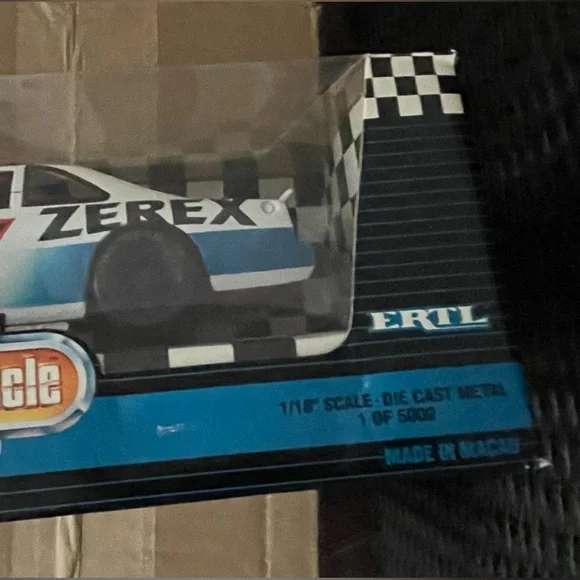 ZEREX
ERTL
cle
1/18" SCALE · DIE CAST METAL
1 OF 5000
MADE IN MACAU